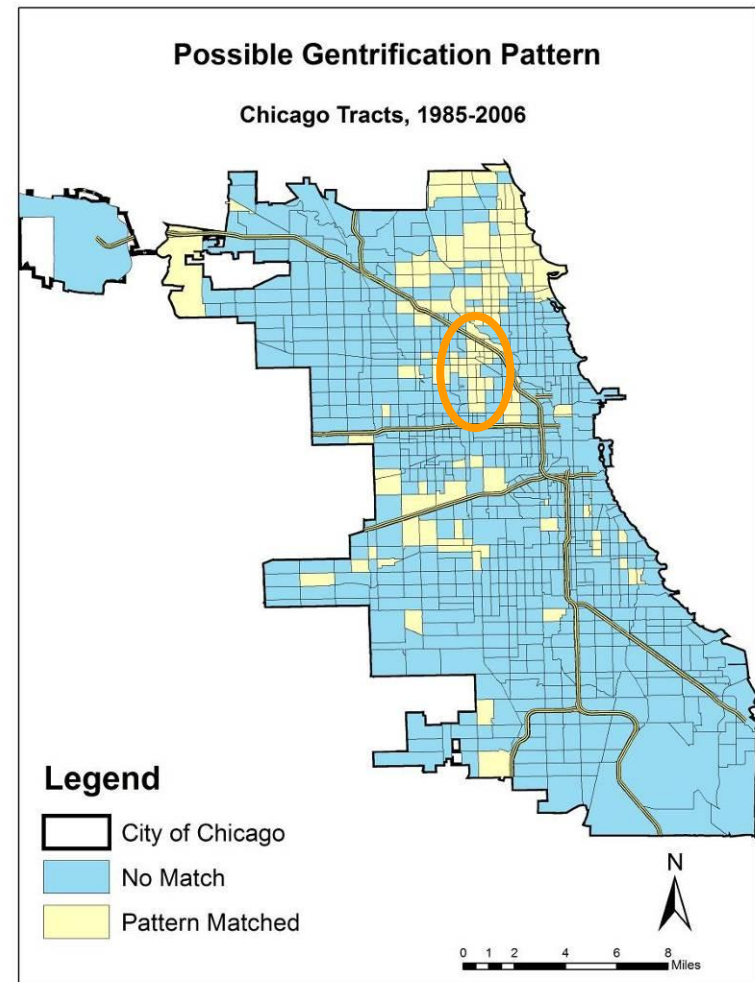 Possible Gentrification Pattern
Chicago Tracts, 1985-2006
Legend
City of Chicago
No Match
Pattern Matched
N
0 1 2 4 6 8
Miles